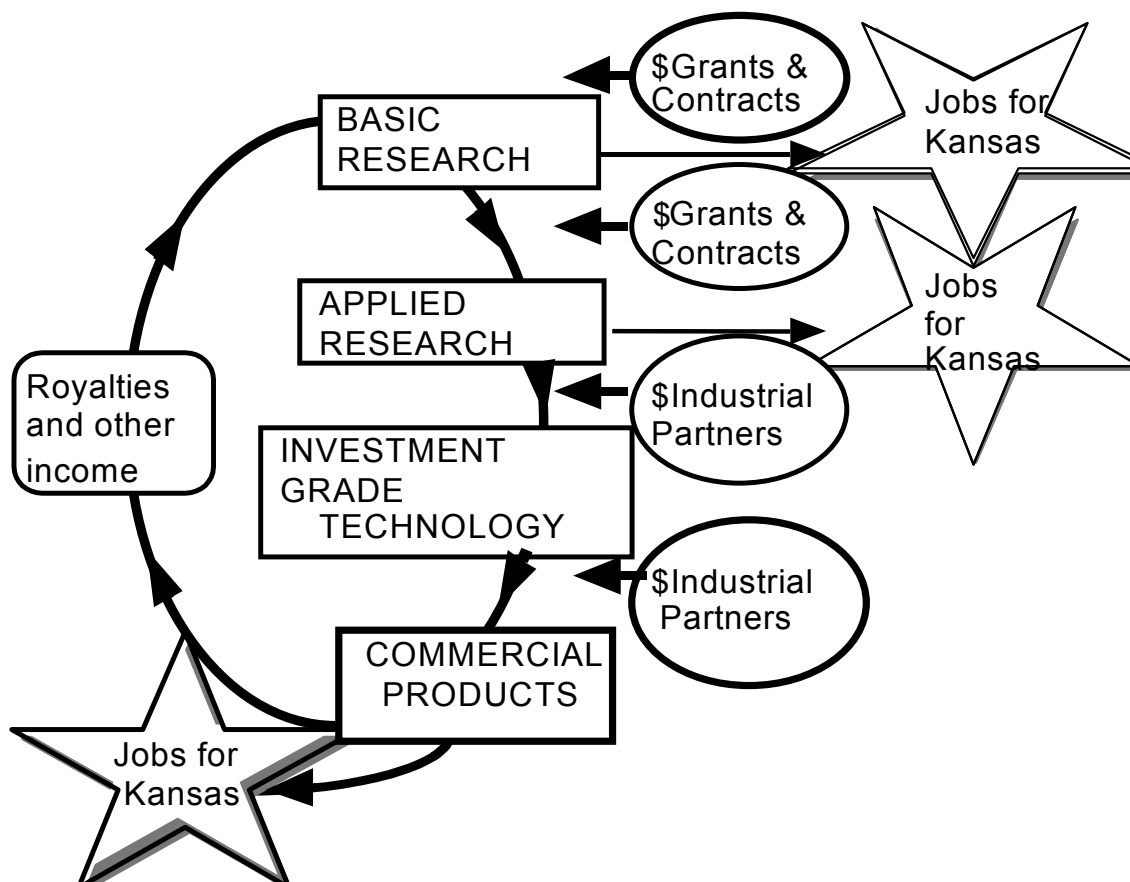 $Grants &
Contracts
Jobs for
Kansas
BASIC
RESEARCH
$Grants &
Contracts
Jobs
for
Kansas
APPLIED
RESEARCH
Royalties
and other
income
$Industrial
Partners
INVESTMENT
GRADE
TECHNOLOGY
$Industrial
Partners
COMMERCIAL
PRODUCTS
Jobs for
Kansas